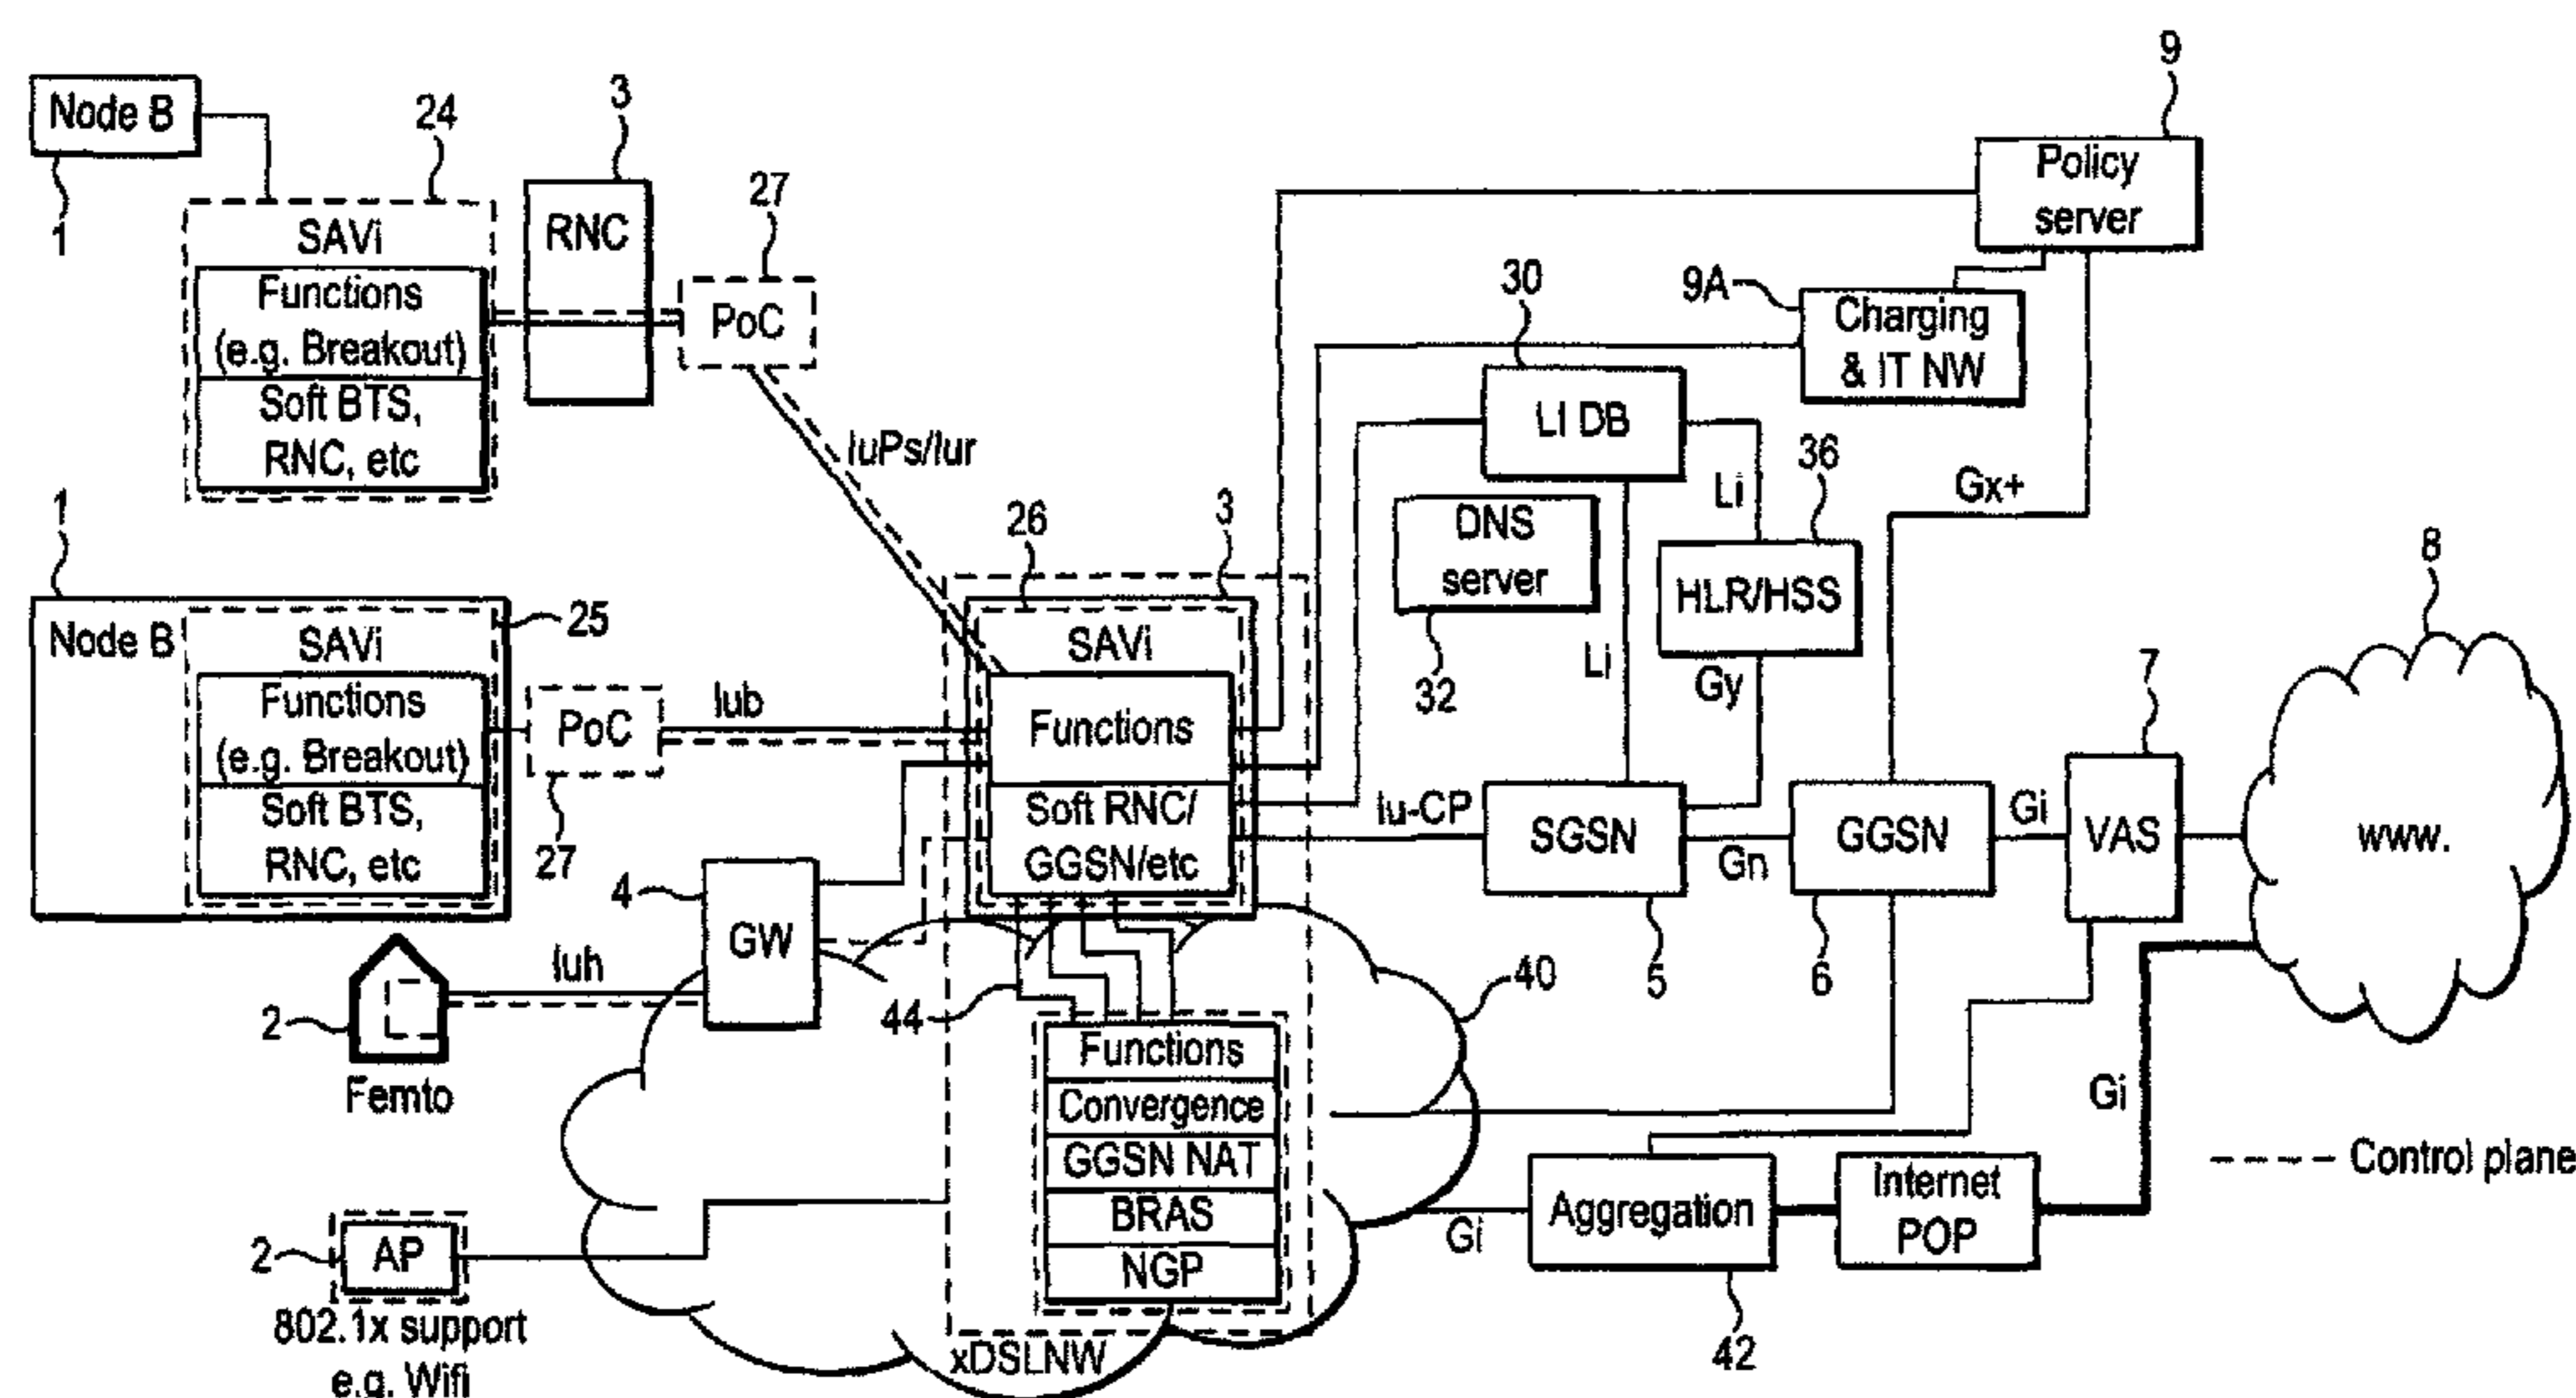 Node B
1
24
SAVi
Functions
(e.g. Breakout)
Soft BTS,
RNC, etc
3
RNC
27
PoC
IuPs/Iur
9
Policy
server
9A
Charging
& IT NW
30
LI DB
Li
36
Gx+
DNS
server
32
Li
HLR/HSS
Gy
8
www.
7
VAS
1
Node B
25
SAVi
Functions
(e.g. Breakout)
Soft BTS,
RNC, etc
PoC
27
Iub
26
3
SAVi
Functions
Soft RNC/
GGSN/etc
Iu-CP
SGSN
5
Gn
GGSN
6
Gi
4
GW
Iuh
2
Femto
44
40
Functions
Convergence
GGSN NAT
BRAS
NGP
xDSLNW
2
AP
802.1x support
e.g. Wifi
Gi
Aggregation
42
Internet
POP
Gi
Control plane